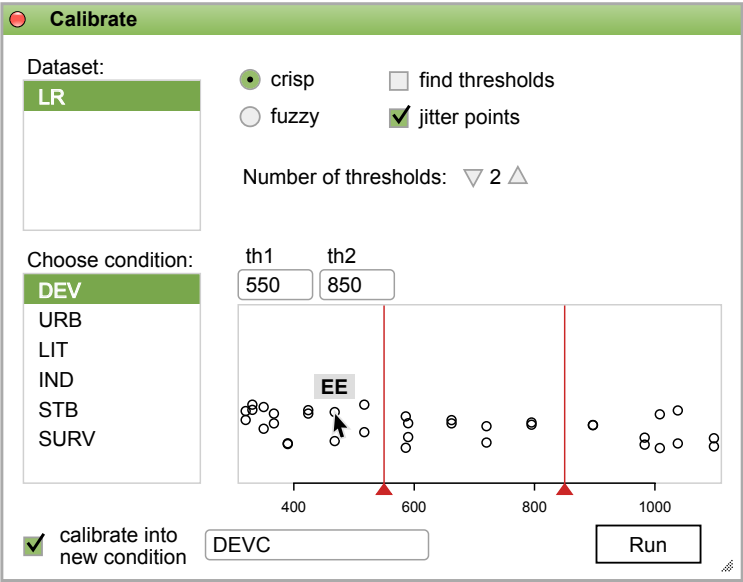 Calibrate
Dataset:
LR
crisp
find thresholds
fuzzy
jitter points
Number of thresholds: 2
Choose condition:
DEV
URB
LIT
IND
STB
SURV
th1 th2
550 850
EE
400 600 800 1000
calibrate into
new condition
DEVC
Run